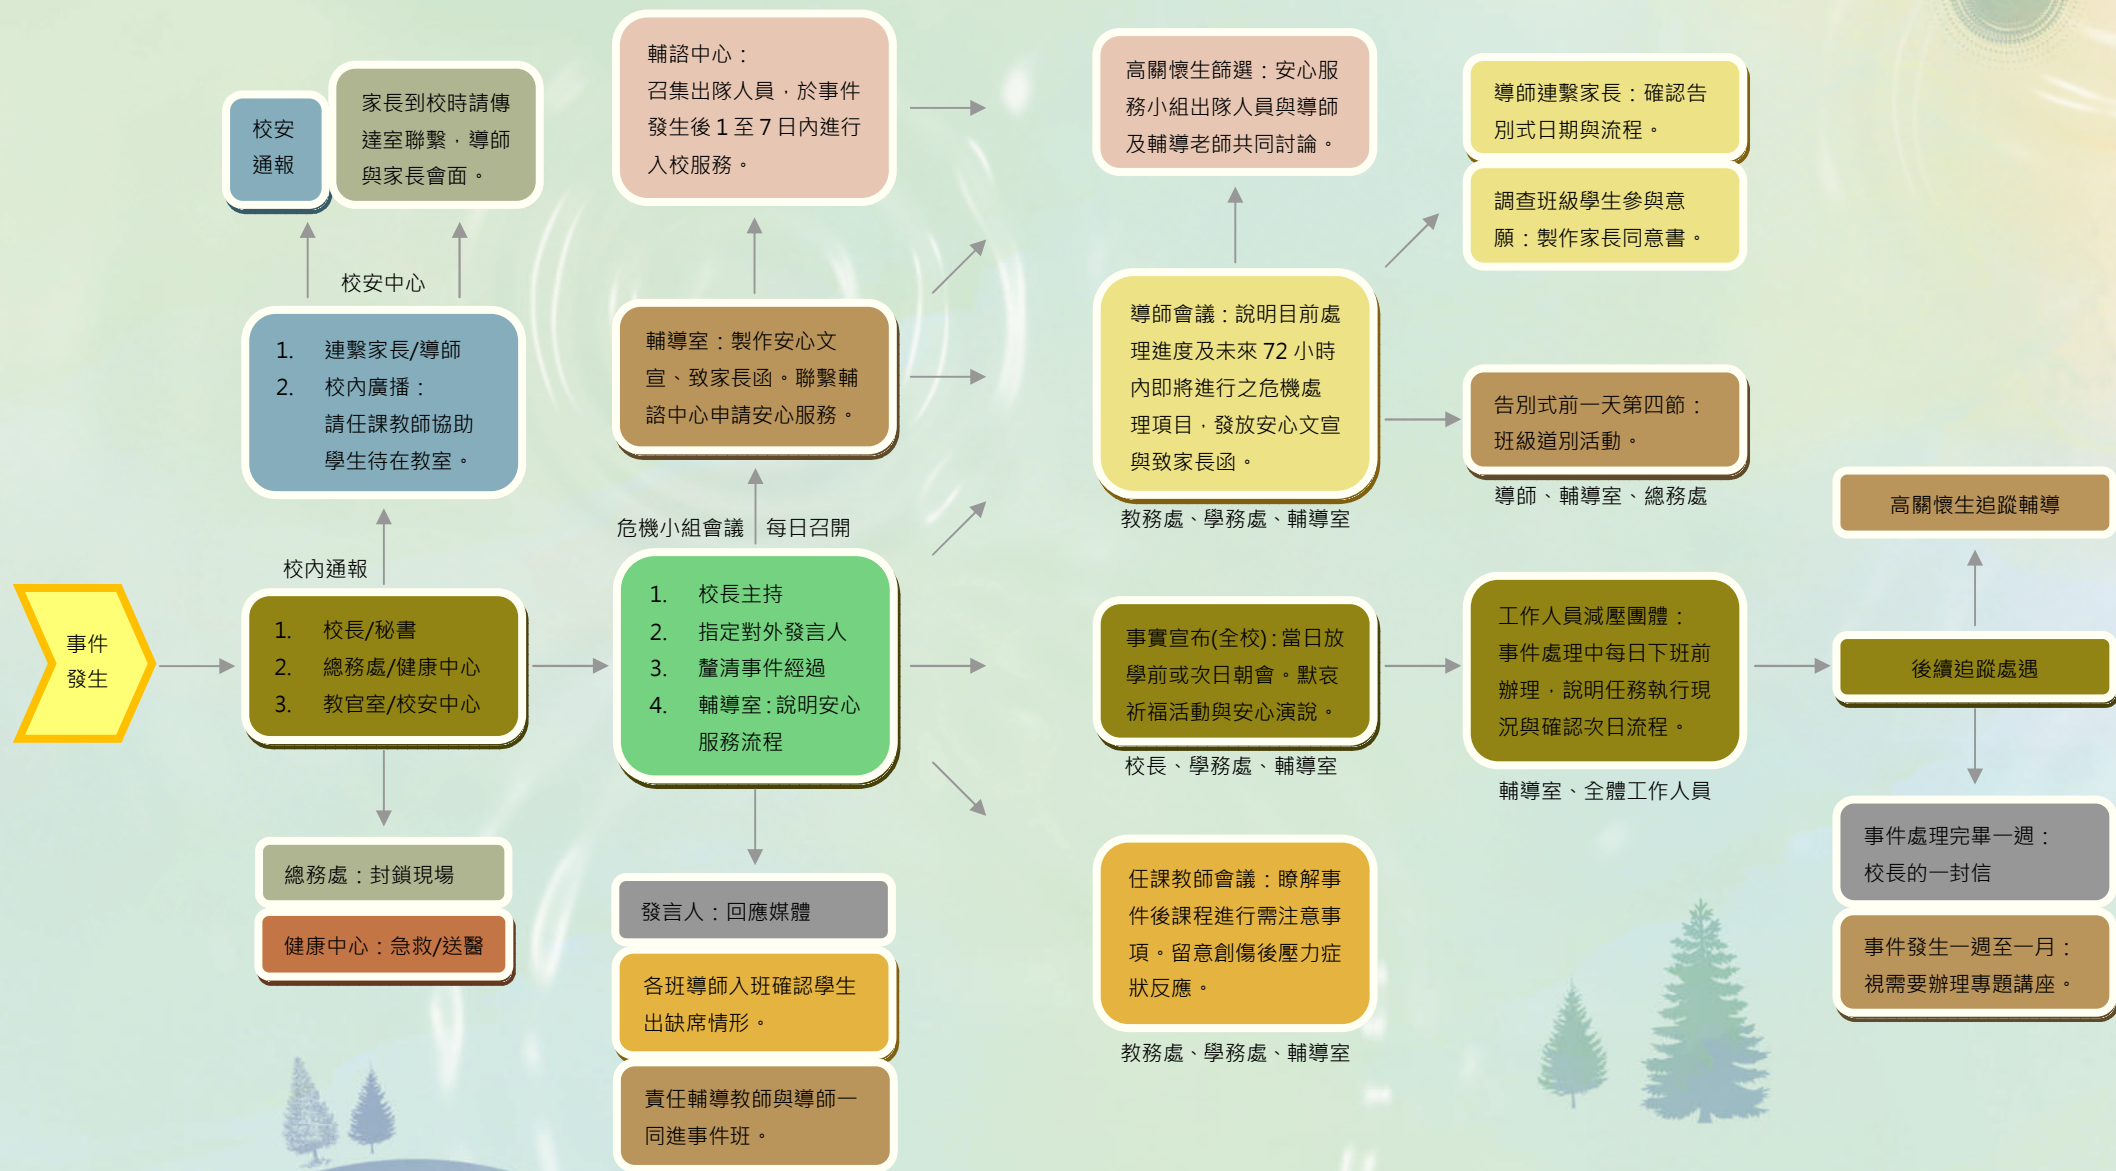 事件
發生
校安
通報
家長到校時請傳
達室聯繫，導師
與家長會面。
校安中心
1. 連繫家長/導師
2. 校內廣播：
請任課教師協助
學生待在教室。
校內通報
1. 校長/秘書
2. 總務處/健康中心
3. 教官室/校安中心
總務處：封鎖現場
健康中心：急救/送醫
輔諮中心：
召集出隊人員，於事件
發生後 1 至 7 日內進行
入校服務。
輔導室：製作安心文
宣、致家長函。聯繫輔
諮中心申請安心服務。
危機小組會議 每日召開
1. 校長主持
2. 指定對外發言人
3. 釐清事件經過
4. 輔導室：說明安心
服務流程
發言人：回應媒體
各班導師入班確認學生
出缺席情形。
責任輔導教師與導師一
同進事件班。
高關懷生篩選：安心服
務小組出隊人員與導師
及輔導老師共同討論。
導師會議：說明目前處
理進度及未來 72 小時
內即將進行之危機處
理項目，發放安心文宣
與致家長函。
教務處、學務處、輔導室
事實宣布(全校)：當日放
學前或次日朝會。默哀
祈福活動與安心演說。
校長、學務處、輔導室
任課教師會議：瞭解事
件後課程進行需注意事
項。留意創傷後壓力症
狀反應。
教務處、學務處、輔導室
導師連繫家長：確認告
別式日期與流程。
調查班級學生參與意
願：製作家長同意書。
告別式前一天第四節：
班級道別活動。
導師、輔導室、總務處
工作人員減壓團體：
事件處理中每日下班前
辦理，說明任務執行現
況與確認次日流程。
輔導室、全體工作人員
高關懷生追蹤輔導
後續追蹤處遇
事件處理完畢一週：
校長的一封信
事件發生一週至一月：
視需要辦理專題講座。